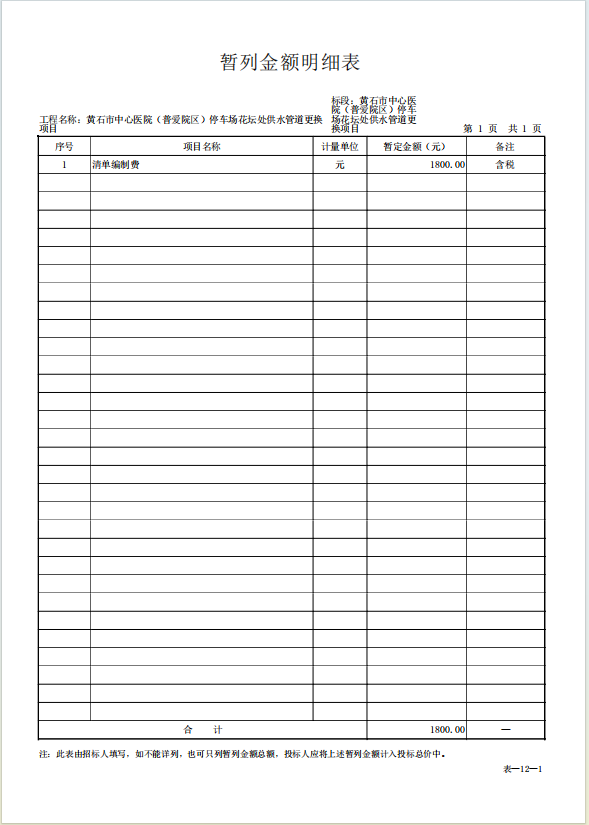 暂列金额明细表
标段：黄石市中心医
院（普爱院区）停车
工程名称：黄石市中心医院（普爱院区）停车场花坛处供水管道更换 场花坛处供水管道更
项目 换项目 第 1 页 共 1 页
序号 项目名称 计量单位 暂定金额（元） 备注
1 清单编制费 元 1800.00 含税
合 计 1800.00 —
注：此表由招标人填写，如不能详列，也可只列暂列金额总额，投标人应将上述暂列金额计入投标总价中。
表—12—1